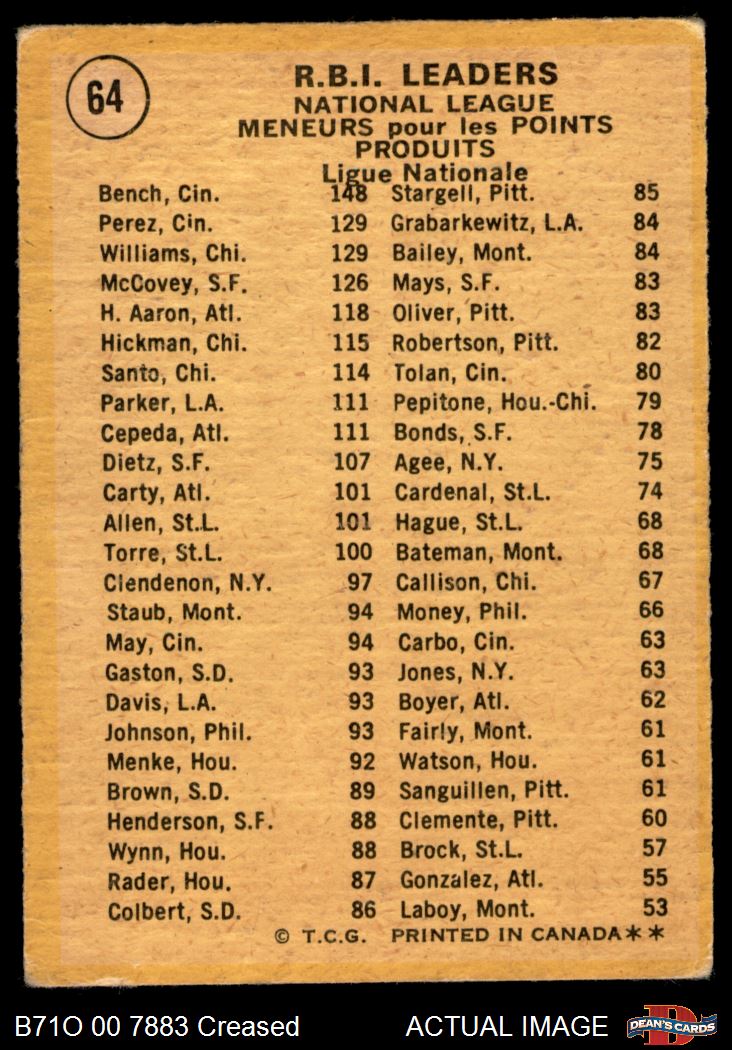 64
R.B.I. LEADERS
NATIONAL LEAGUE
MENEURS pour les POINTS
PRODUITS
Ligue Nationale
Bench, Cin. 148 Stargell, Pitt. 85
Perez, Cin. 129 Grabarkewitz, L.A. 84
Williams, Chi. 129 Bailey, Mont. 84
McCovey, S.F. 126 Mays, S.F. 83
H. Aaron, Atl. 118 Oliver, Pitt. 83
Hickman, Chi. 115 Robertson, Pitt. 82
Santo, Chi. 114 Tolan, Cin. 80
Parker, L.A. 111 Pepitone, Hou.-Chi. 79
Cepeda, Atl. 111 Bonds, S.F. 78
Dietz, S.F. 107 Agee, N.Y. 75
Carty, Atl. 101 Cardenal, St.L. 74
Allen, St.L. 101 Hague, St.L. 68
Torre, St.L. 100 Bateman, Mont. 68
Clendenon, N.Y. 97 Callison, Chi. 67
Staub, Mont. 94 Money, Phil. 66
May, Cin. 94 Carbo, Cin. 63
Gaston, S.D. 93 Jones, N.Y. 63
Davis, L.A. 93 Boyer, Atl. 62
Johnson, Phil. 93 Fairly, Mont. 61
Menke, Hou. 92 Watson, Hou. 61
Brown, S.D. 89 Sanguillen, Pitt. 61
Henderson, S.F. 88 Clemente, Pitt. 60
Wynn, Hou. 88 Brock, St.L. 57
Rader, Hou. 87 Gonzalez, Atl. 55
Colbert, S.D. 86 Laboy, Mont. 53
© T.C.G. PRINTED IN CANADA**
B71O 00 7883 Creased ACTUAL IMAGE DEAN'S CARDS